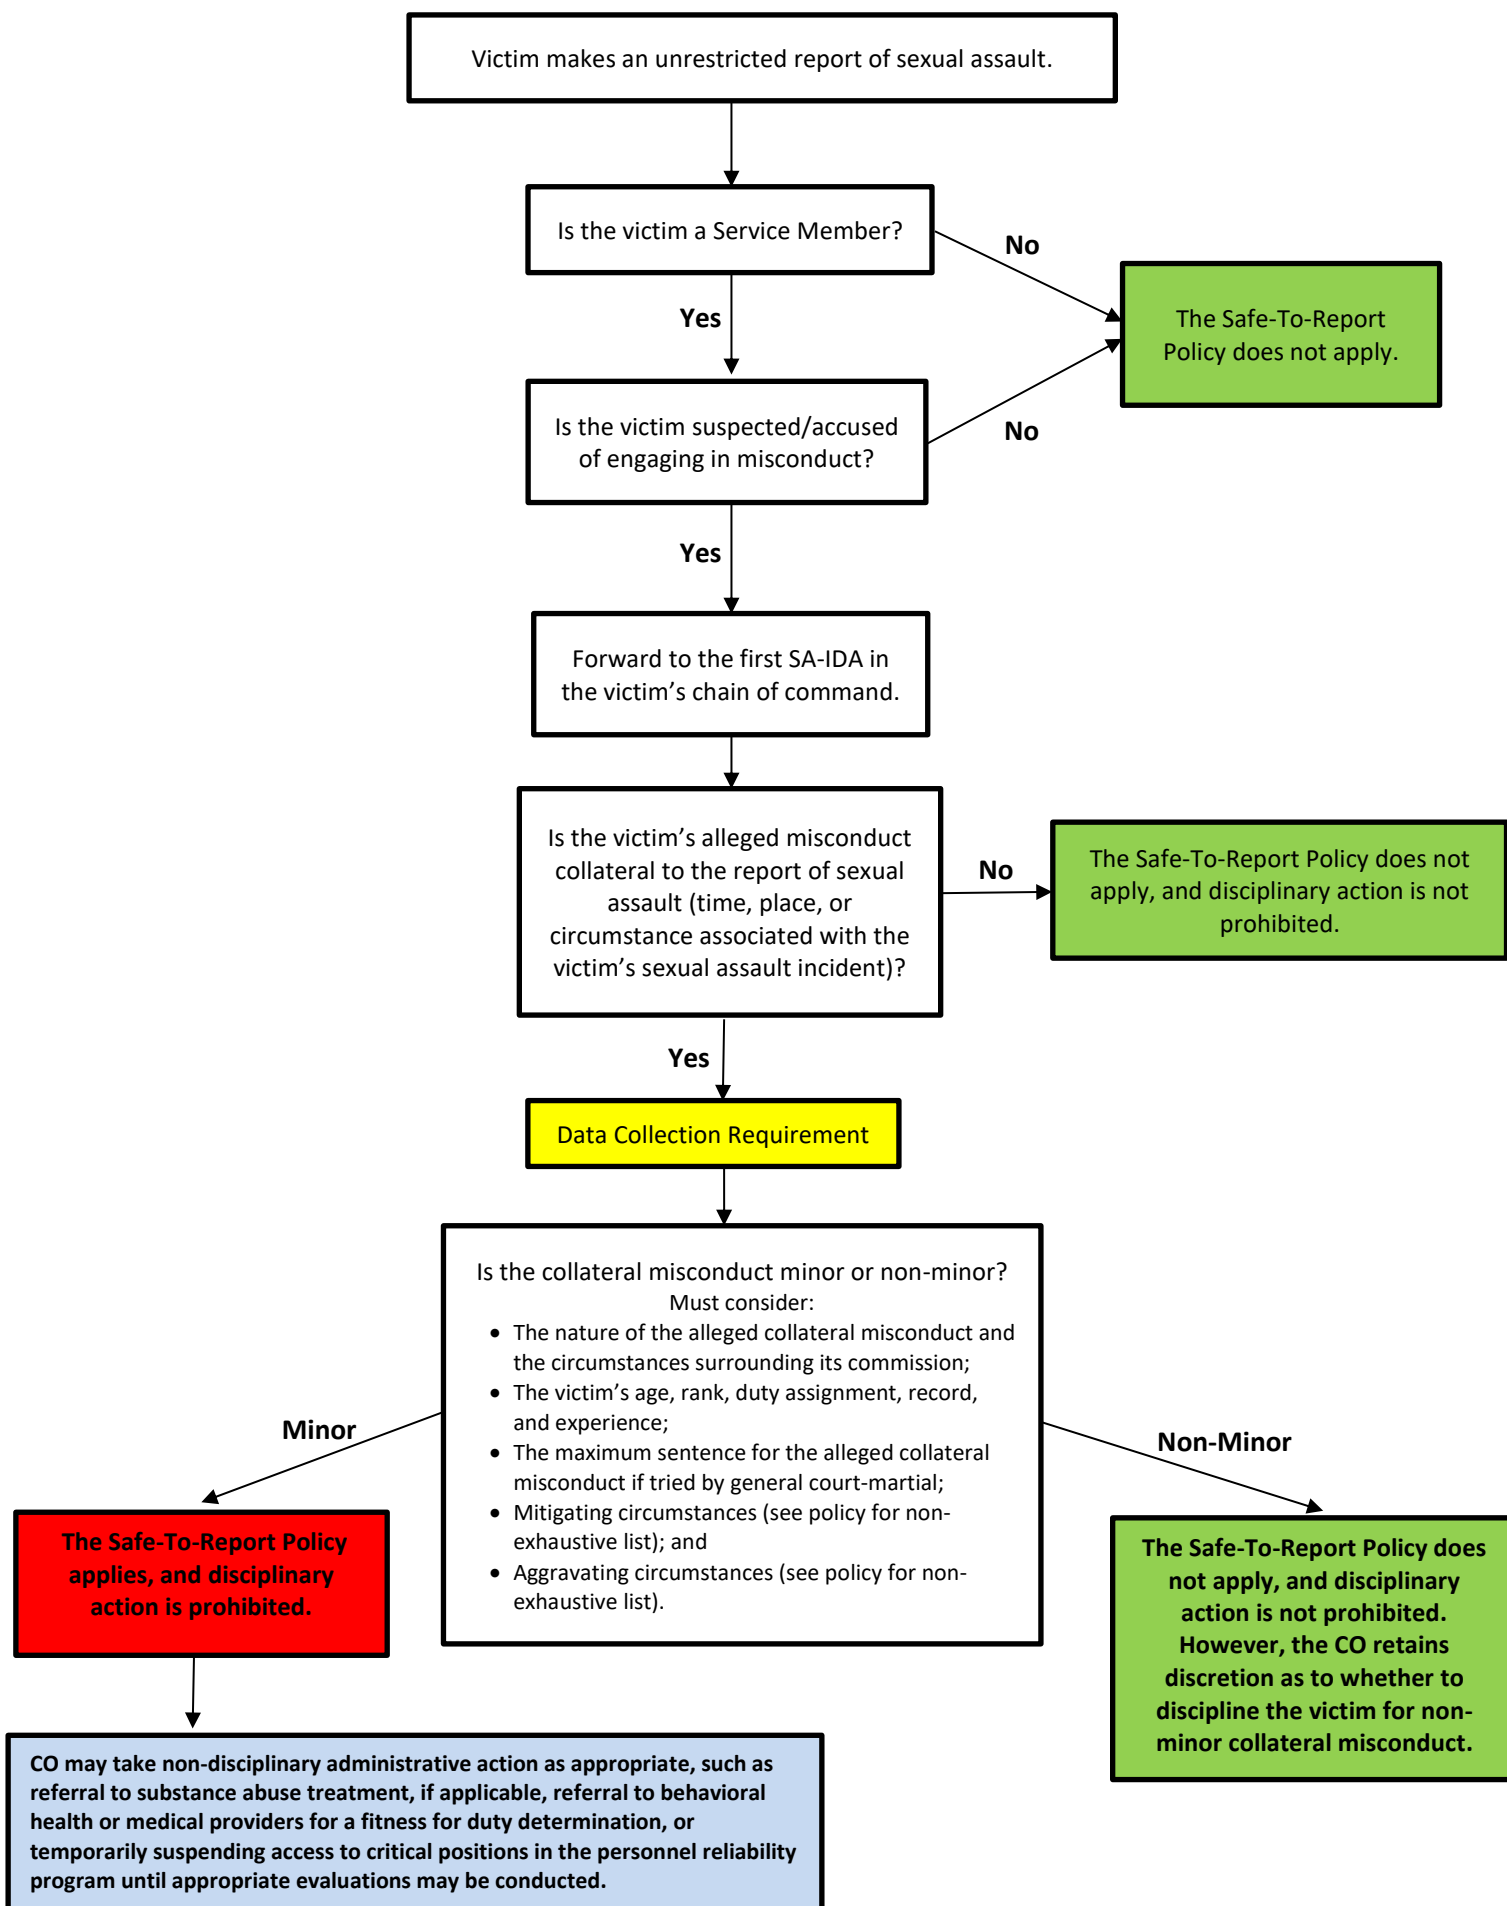 Victim makes an unrestricted report of sexual assault.
Is the victim a Service Member?
No
The Safe-To-Report
Policy does not apply.
Yes
Is the victim suspected/accused
of engaging in misconduct?
No
Yes
Forward to the first SA-IDA in
the victim’s chain of command.
Is the victim’s alleged misconduct
collateral to the report of sexual
assault (time, place, or
circumstance associated with the
victim’s sexual assault incident)?
No
The Safe-To-Report Policy does not
apply, and disciplinary action is not
prohibited.
Yes
Data Collection Requirement
Is the collateral misconduct minor or non-minor?
Must consider:
• The nature of the alleged collateral misconduct and
the circumstances surrounding its commission;
• The victim’s age, rank, duty assignment, record,
and experience;
• The maximum sentence for the alleged collateral
misconduct if tried by general court-martial;
• Mitigating circumstances (see policy for non-
exhaustive list); and
• Aggravating circumstances (see policy for non-
exhaustive list).
Minor
Non-Minor
The Safe-To-Report Policy
applies, and disciplinary
action is prohibited.
The Safe-To-Report Policy does
not apply, and disciplinary
action is not prohibited.
However, the CO retains
discretion as to whether to
discipline the victim for non-
minor collateral misconduct.
CO may take non-disciplinary administrative action as appropriate, such as
referral to substance abuse treatment, if applicable, referral to behavioral
health or medical providers for a fitness for duty determination, or
temporarily suspending access to critical positions in the personnel reliability
program until appropriate evaluations may be conducted.